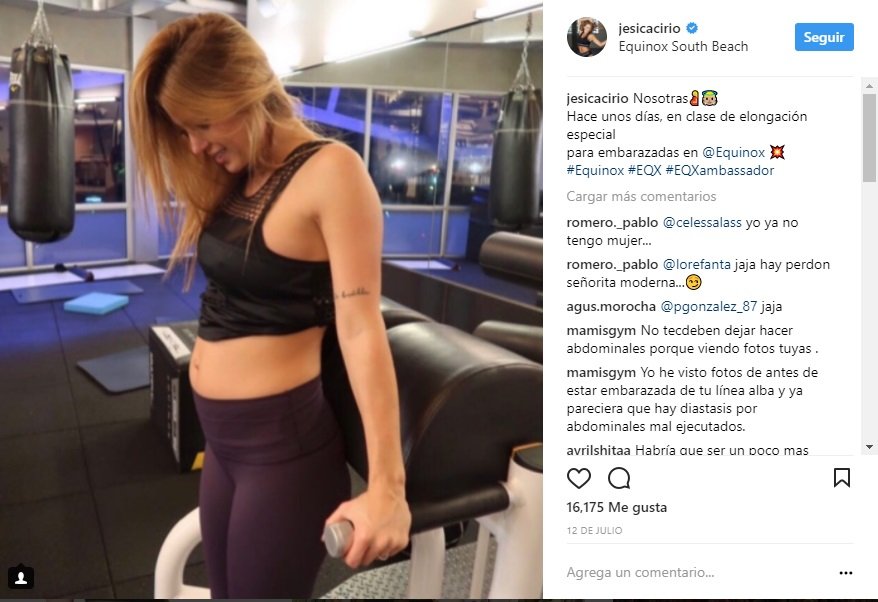 jesicacirio
Equinox South Beach
Seguir
jesicacirio Nosotras
Hace unos días, en clase de elongación
especial
para embarazadas en @Equinox
#Equinox #EQX #EQXambassador
Cargar más comentarios
romero._pablo @celessalass yo ya no
tengo mujer...
romero._pablo @lorefanta jaja hay perdon
señorita moderna...
agus.morocha @pgonzalez_87 jaja
mamisgym No tecdeben dejar hacer
abdominales porque viendo fotos tuyas .
mamisgym Yo he visto fotos de antes de
estar embarazada de tu línea alba y ya
pareciera que hay diastasis por
abdominales mal ejecutados.
avrilshitaa Habría que ser un poco mas
16,175 Me gusta
12 DE JULIO
Agrega un comentario...